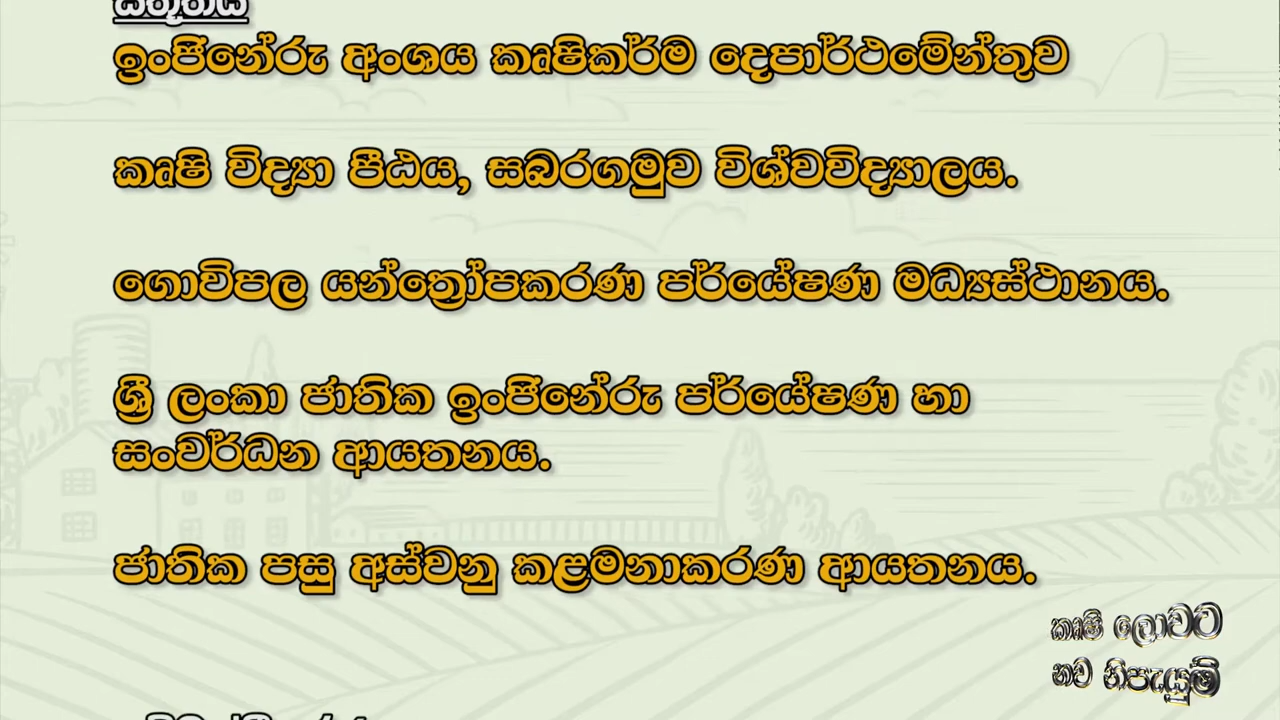 ස්තූතිය
ඉංජිනේරු අංශය කෘෂිකර්ම දෙපාර්ථමේන්තුව
කෘෂි විද්‍යා පීඨය, සබරගමුව විශ්වවිද්‍යාලය.
ගොවිපල යන්ත්‍රෝපකරණ පර්යේෂණ මධ්‍යස්ථානය.
ශ්‍රී ලංකා ජාතික ඉංජිනේරු පර්යේෂණ හා
සංවර්ධන ආයතනය.
ජාතික පසු අස්වනු කළමනාකරණ ආයතනය.
කෘෂි ලොවට
නව නිපැයුම්